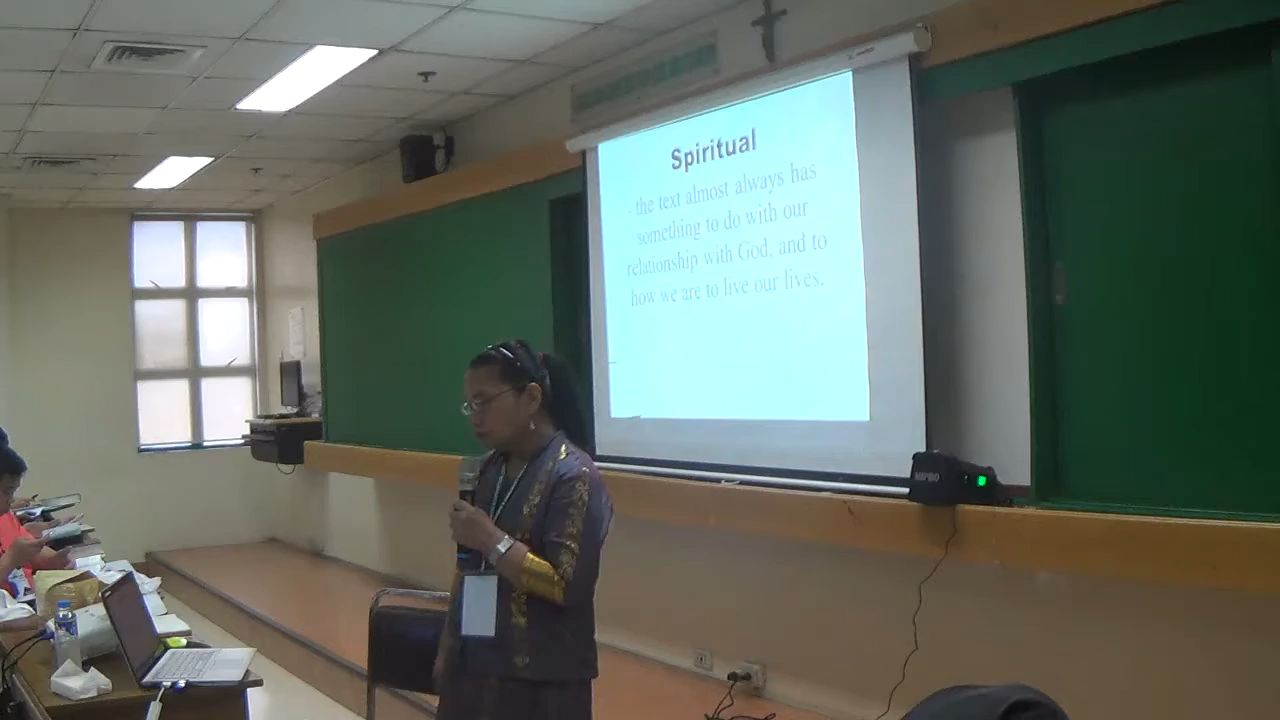 Spiritual
the text almost always has
something to do with our
relationship with God, and to
how we are to live our lives.
MIPRO